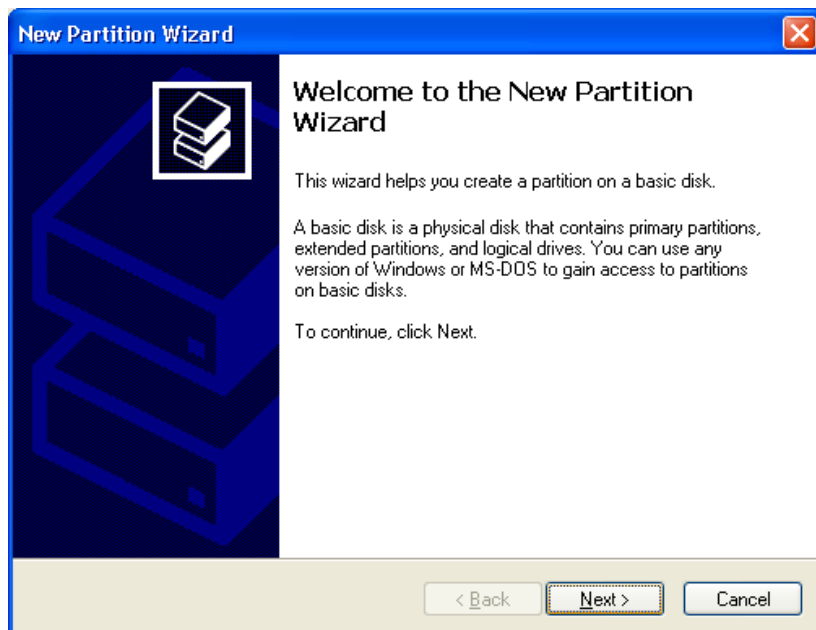 New Partition Wizard
Welcome to the New Partition
Wizard
This wizard helps you create a partition on a basic disk.
A basic disk is a physical disk that contains primary partitions,
extended partitions, and logical drives. You can use any
version of Windows or MS-DOS to gain access to partitions
on basic disks.
To continue, click Next.
< Back
Next >
Cancel